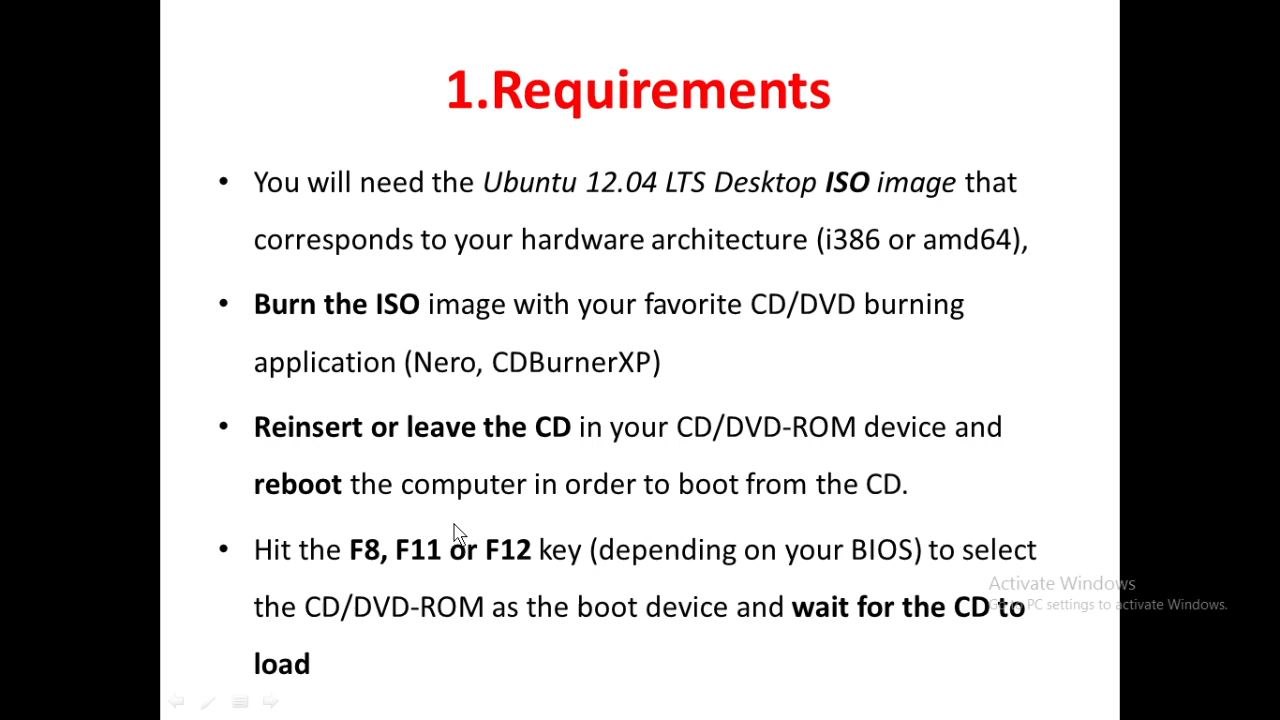 1.Requirements
• You will need the Ubuntu 12.04 LTS Desktop ISO image that
corresponds to your hardware architecture (i386 or amd64),
• Burn the ISO image with your favorite CD/DVD burning
application (Nero, CDBurnerXP)
• Reinsert or leave the CD in your CD/DVD-ROM device and
reboot the computer in order to boot from the CD.
• Hit the F8, F11 or F12 key (depending on your BIOS) to select
the CD/DVD-ROM as the boot device and wait for the CD to
load
Activate Windows
Go to PC settings to activate Windows.